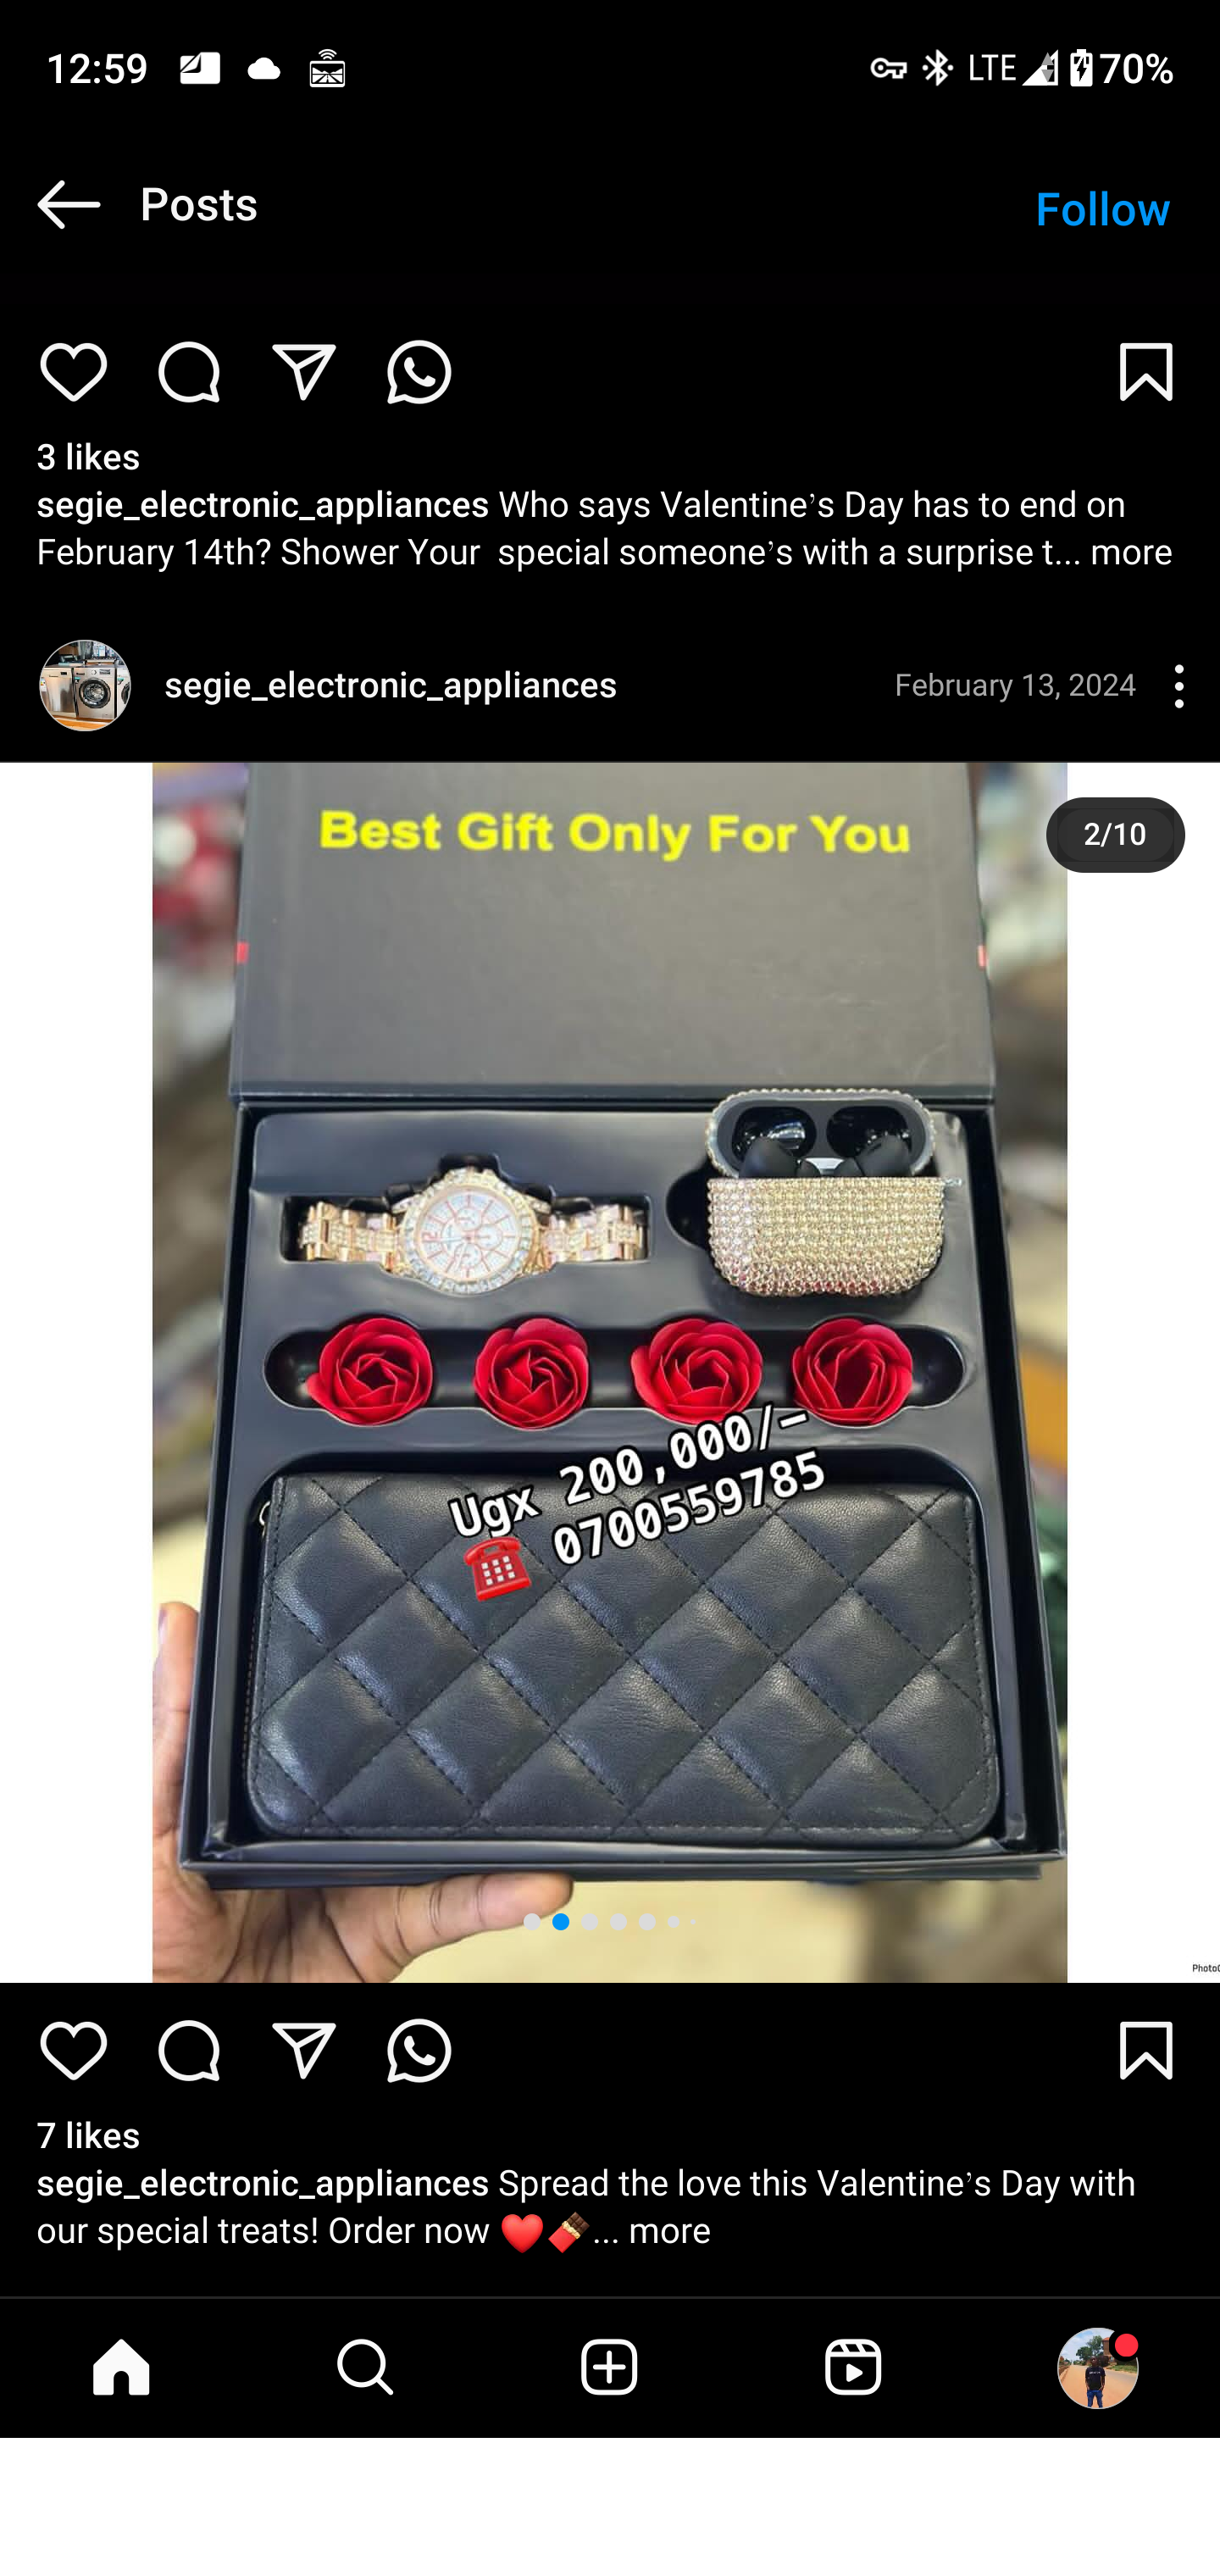 12:59
LTE 70%
Posts
Follow
3 likes
segie_electronic_appliances Who says Valentine's Day has to end on
February 14th? Shower Your  special someone's with a surprise t... more
segie_electronic_appliances
February 13, 2024
Best Gift Only For You
2/10
Ugx 200,000/-
☎️ 0700559785
7 likes
segie_electronic_appliances Spread the love this Valentine's Day with
our special treats! Order now ❤️🍫... more